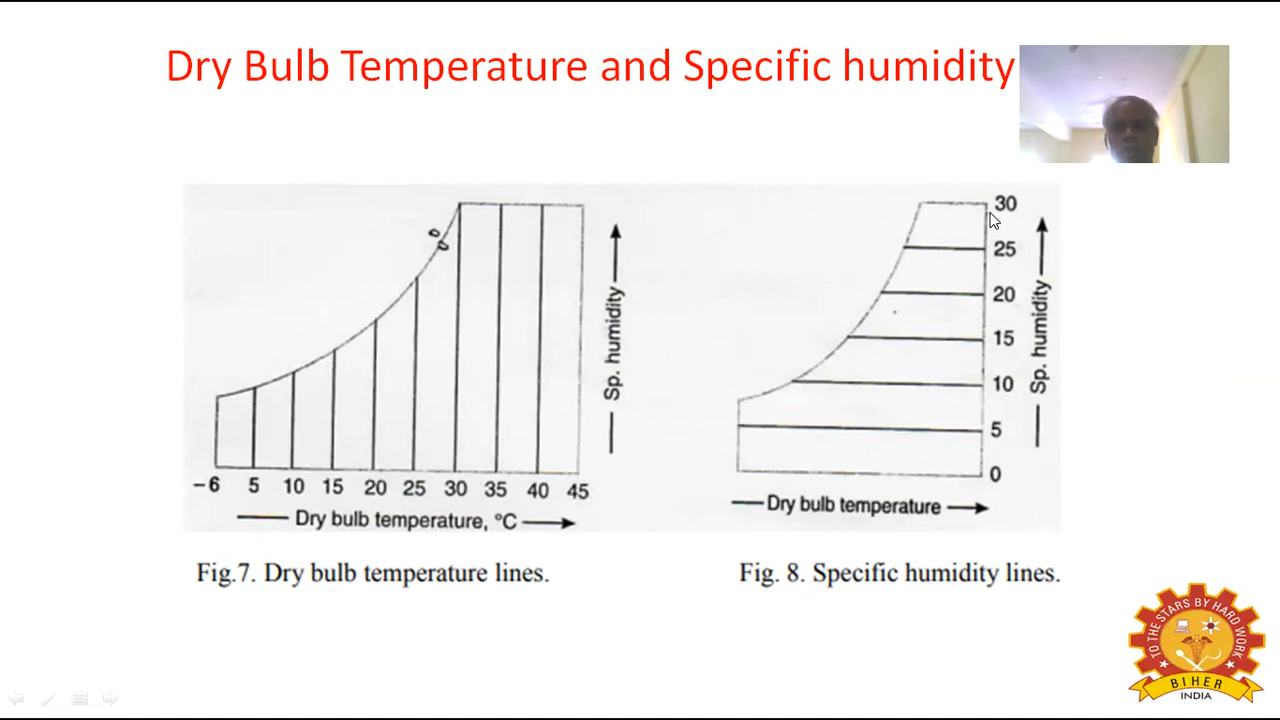 Dry Bulb Temperature and Specific humidity
Sp. humidity
-6 5 10 15 20 25 30 35 40 45
Dry bulb temperature, °C
Fig.7. Dry bulb temperature lines.
30
25
20
15
10
5
0
Sp. humidity
Dry bulb temperature
Fig. 8. Specific humidity lines.
TO THE STARS BY HARD WORK
BIHER
INDIA